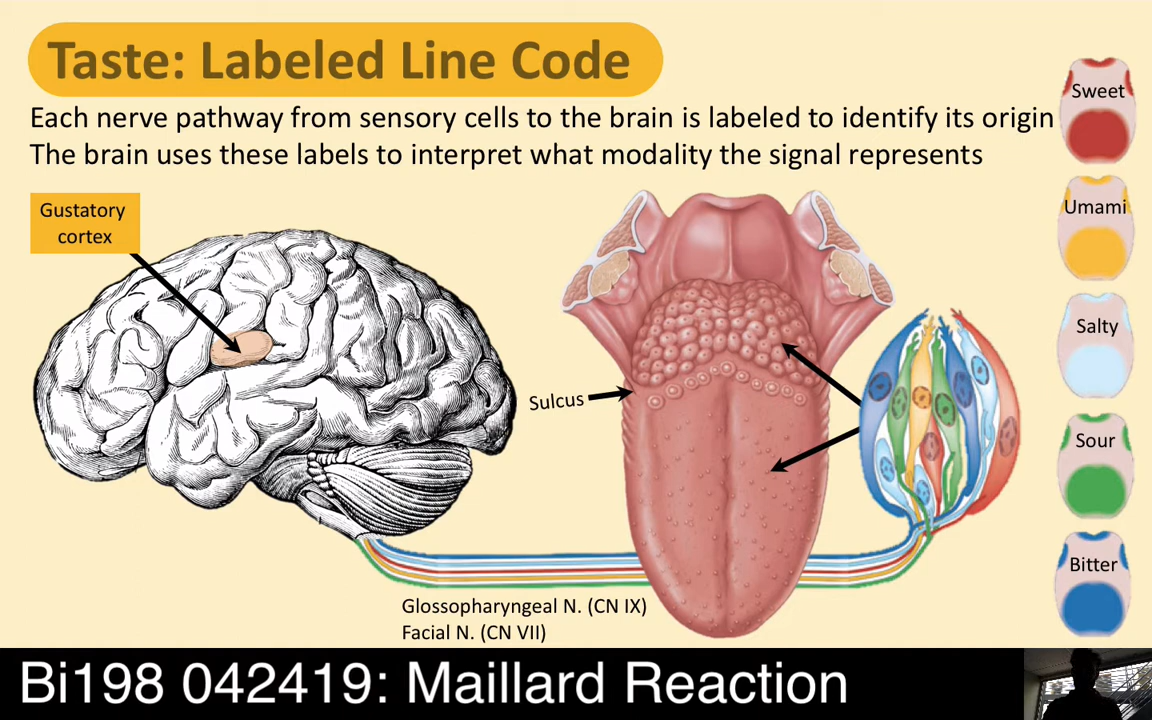 Taste: Labeled Line Code
Each nerve pathway from sensory cells to the brain is labeled to identify its origin
The brain uses these labels to interpret what modality the signal represents
Gustatory
cortex
Sulcus
Glossopharyngeal N. (CN IX)
Facial N. (CN VII)
Sweet
Umami
Salty
Sour
Bitter
Bi198 042419: Maillard Reaction